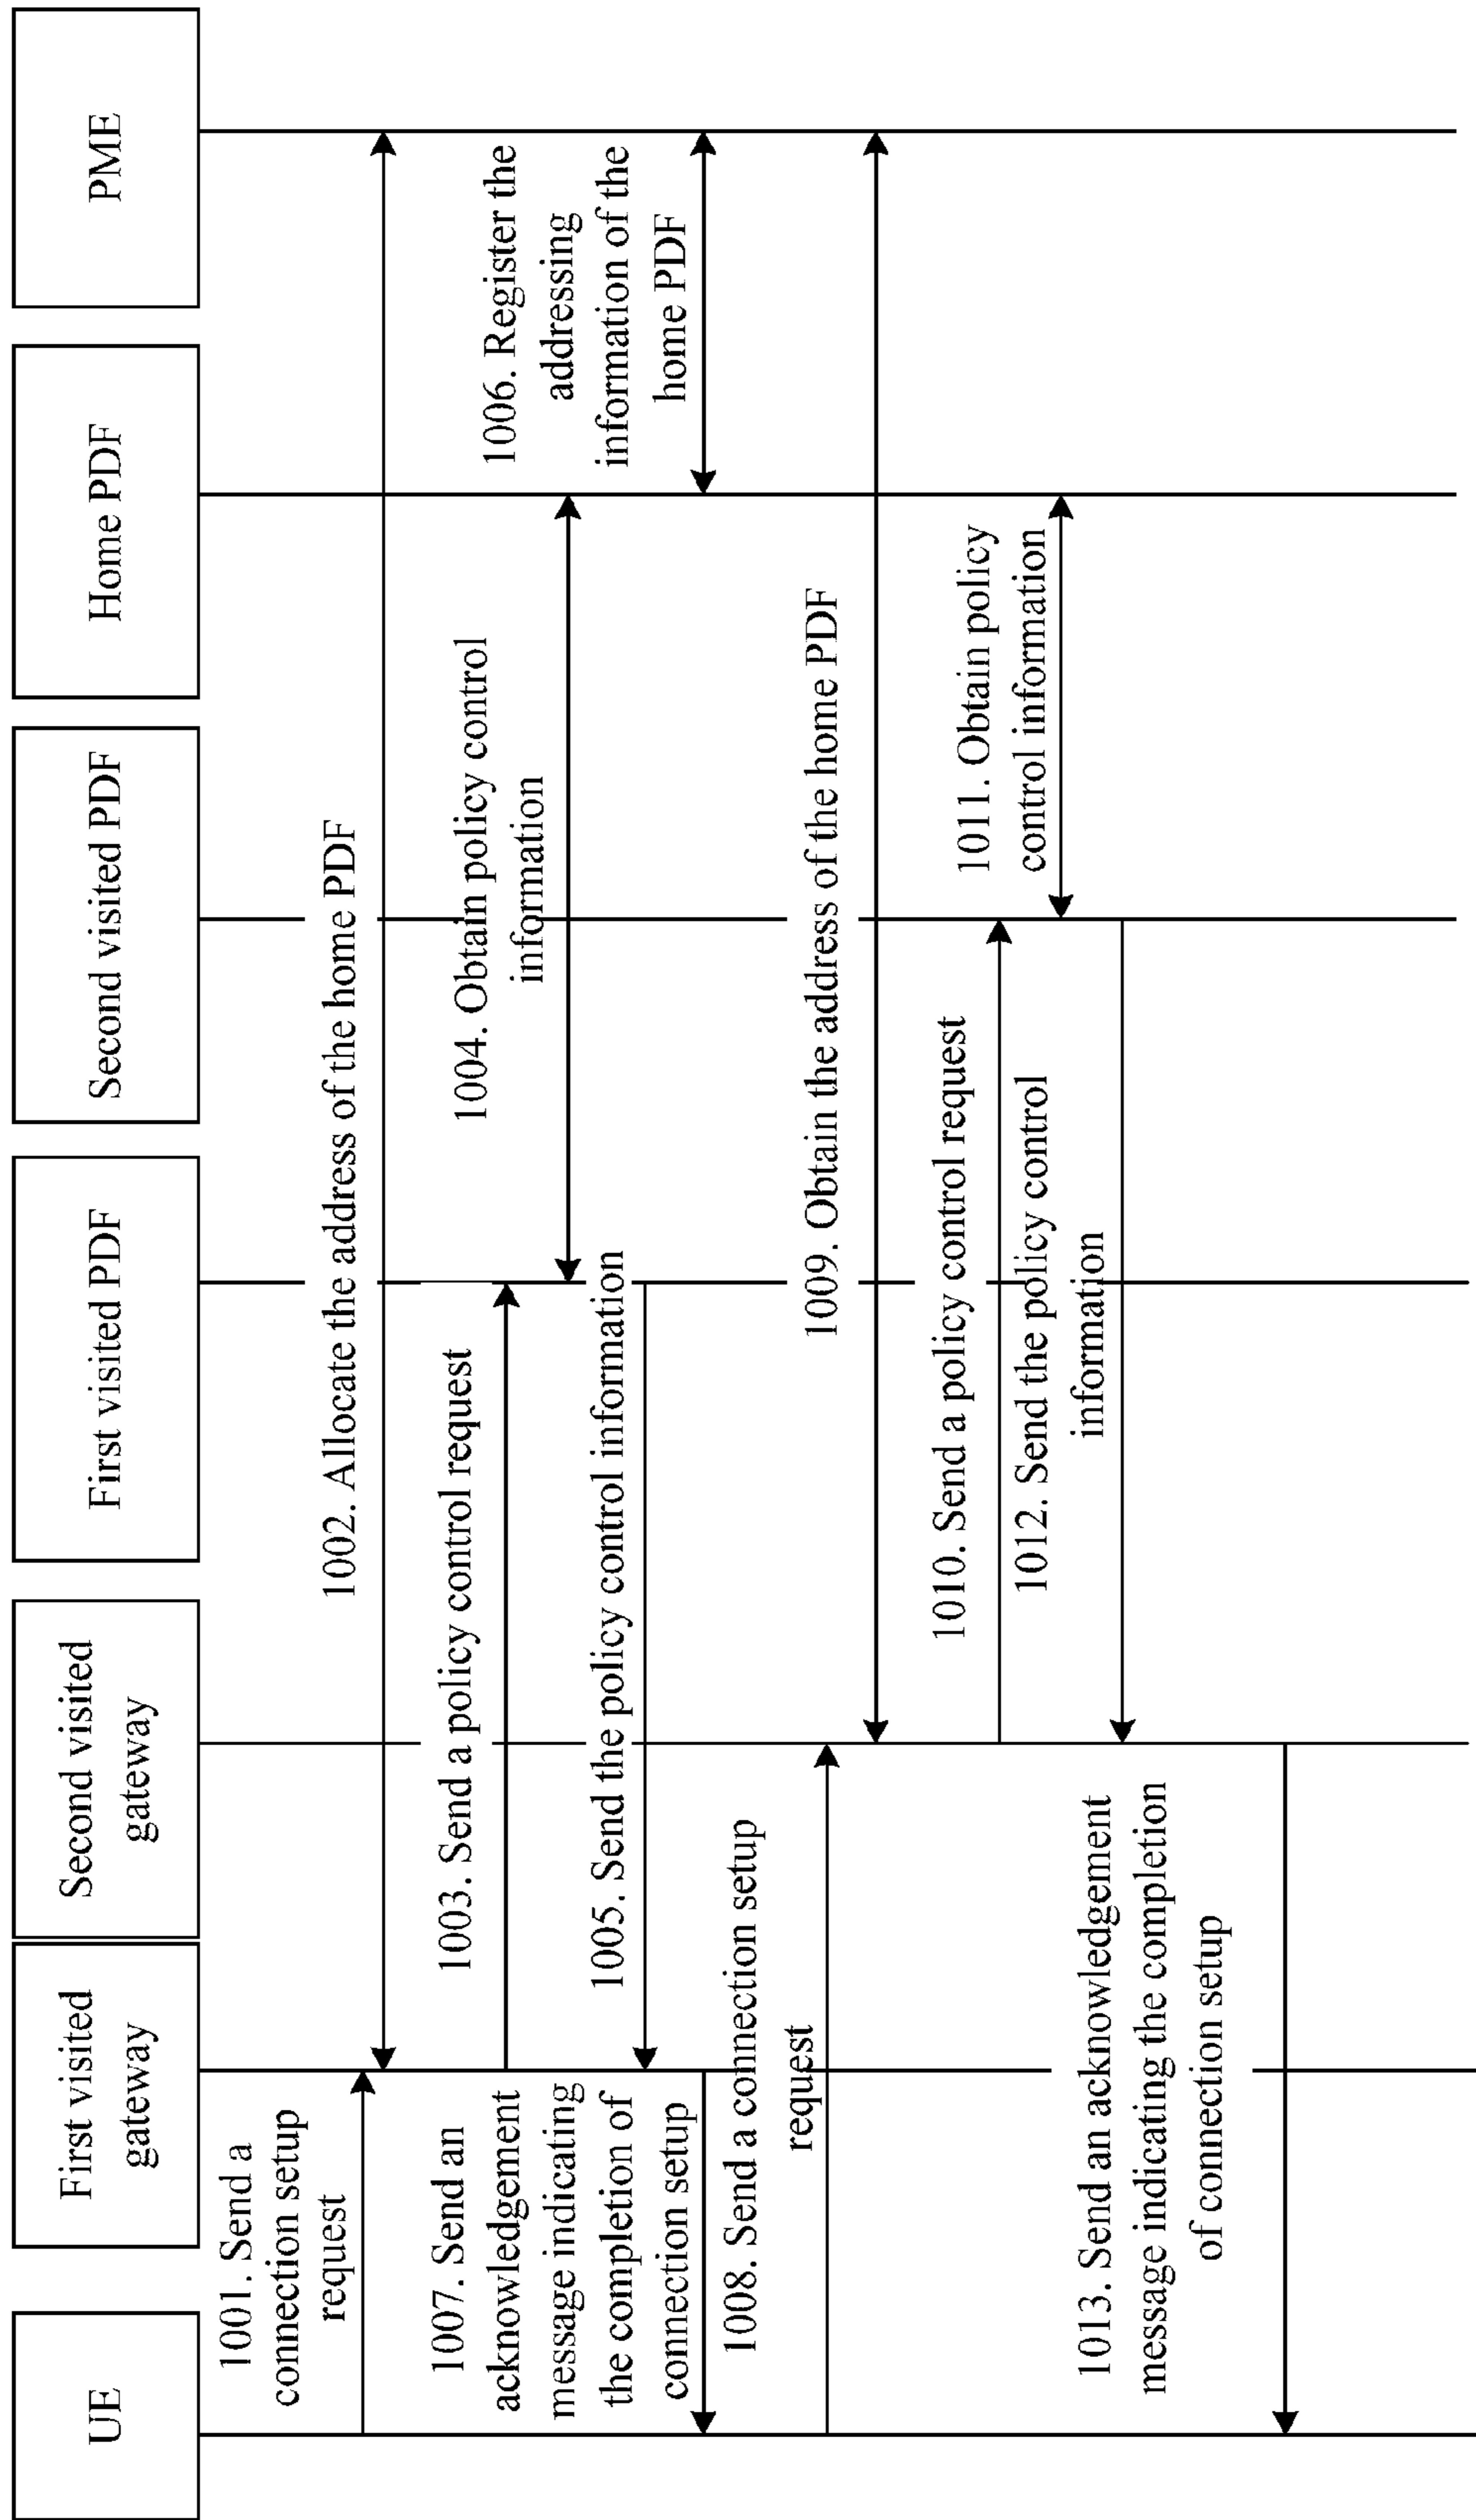 UE
First visited
gateway
Second visited
gateway
First visited PDF
Second visited PDF
Home PDF
PME
1001. Send a
connection setup
request
1002. Allocate the address of the home PDF
1003. Send a policy control request
1004. Obtain policy control
information
1005. Send the policy control information
1006. Register the
addressing
information of the
home PDF
1007. Send an
acknowledgement
message indicating
the completion of
connection setup
1008. Send a connection setup
request
1009. Obtain the address of the home PDF
1010. Send a policy control request
1011. Obtain policy
control information
1012. Send the policy control
information
1013. Send an acknowledgement
message indicating the completion
of connection setup